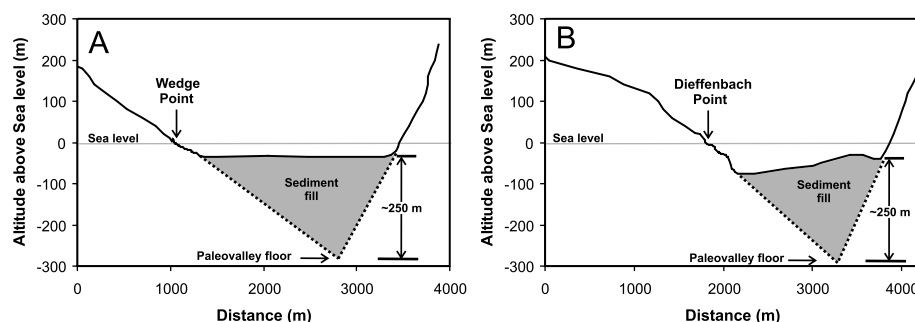 A
Altitude above Sea level (m)
300
200
100
0
-100
-200
-300
Wedge
Point
Sea level
Sediment
fill
~250 m
Paleovalley floor
0
1000
2000
3000
4000
Distance (m)
B
Altitude above Sea level (m)
300
200
100
0
-100
-200
-300
Dieffenbach
Point
Sea level
Sediment
fill
~250 m
Paleovalley floor
0
1000
2000
3000
4000
Distance (m)